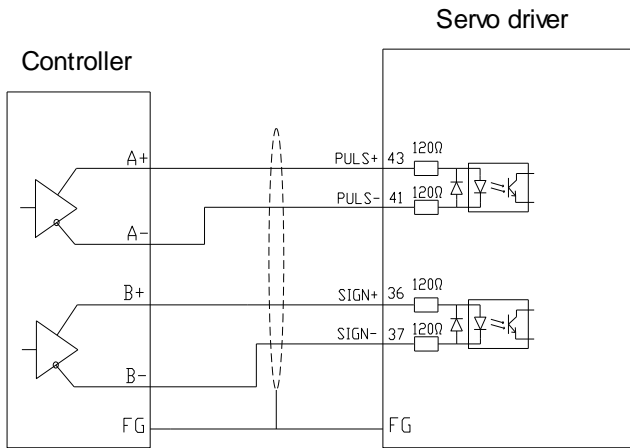 Servo driver
Controller
A+ PULS+ 43 120Ω
A- PULS- 41 120Ω
B+ SIGN+ 36 120Ω
B- SIGN- 37 120Ω
FG FG